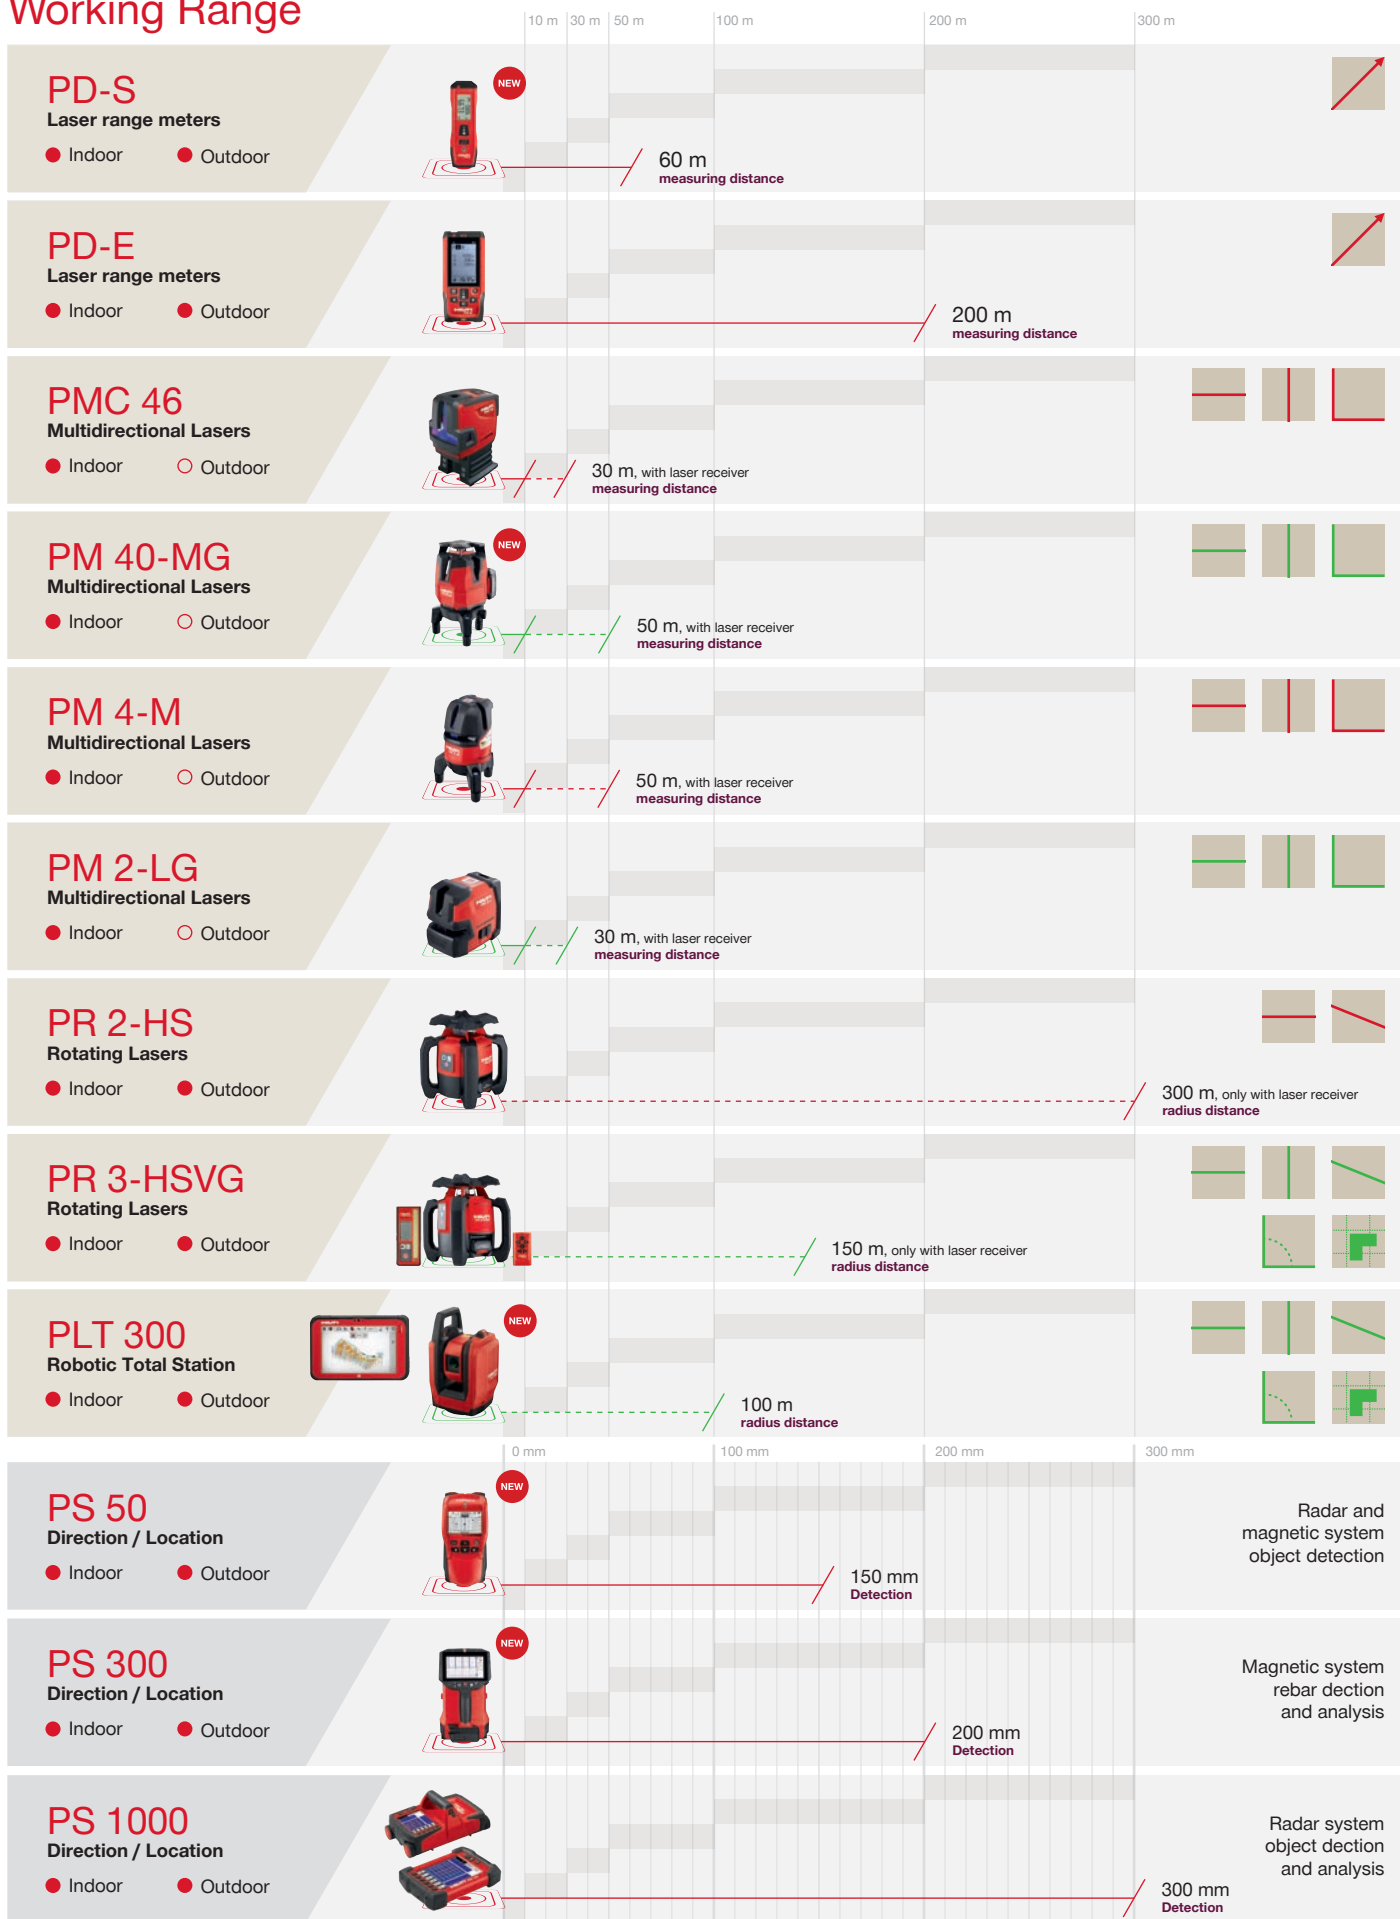 Working Range
10 m 30 m 50 m 100 m 200 m 300 m
PD-S
NEW
Laser range meters
Indoor Outdoor
60 m
measuring distance
PD-E
Laser range meters
Indoor Outdoor
200 m
measuring distance
PMC 46
Multidirectional Lasers
Indoor Outdoor
30 m, with laser receiver
measuring distance
PM 40-MG
NEW
Multidirectional Lasers
Indoor Outdoor
50 m, with laser receiver
measuring distance
PM 4-M
Multidirectional Lasers
Indoor Outdoor
50 m, with laser receiver
measuring distance
PM 2-LG
Multidirectional Lasers
Indoor Outdoor
30 m, with laser receiver
measuring distance
PR 2-HS
Rotating Lasers
Indoor Outdoor
300 m, only with laser receiver
radius distance
PR 3-HSVG
Rotating Lasers
Indoor Outdoor
150 m, only with laser receiver
radius distance
PLT 300
NEW
Robotic Total Station
Indoor Outdoor
100 m
radius distance
0 mm 100 mm 200 mm 300 mm
PS 50
NEW
Direction / Location
Indoor Outdoor
150 mm
Detection
Radar and
magnetic system
object detection
PS 300
NEW
Direction / Location
Indoor Outdoor
200 mm
Detection
Magnetic system
rebar dection
and analysis
PS 1000
Direction / Location
Indoor Outdoor
Radar system
object dection
and analysis
300 mm
Detection